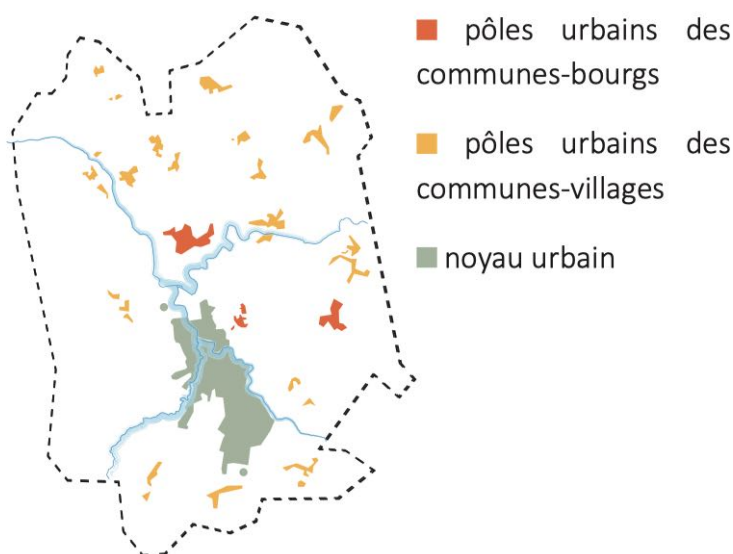 pôles urbains des
communes-bourgs
pôles urbains des
communes-villages
noyau urbain